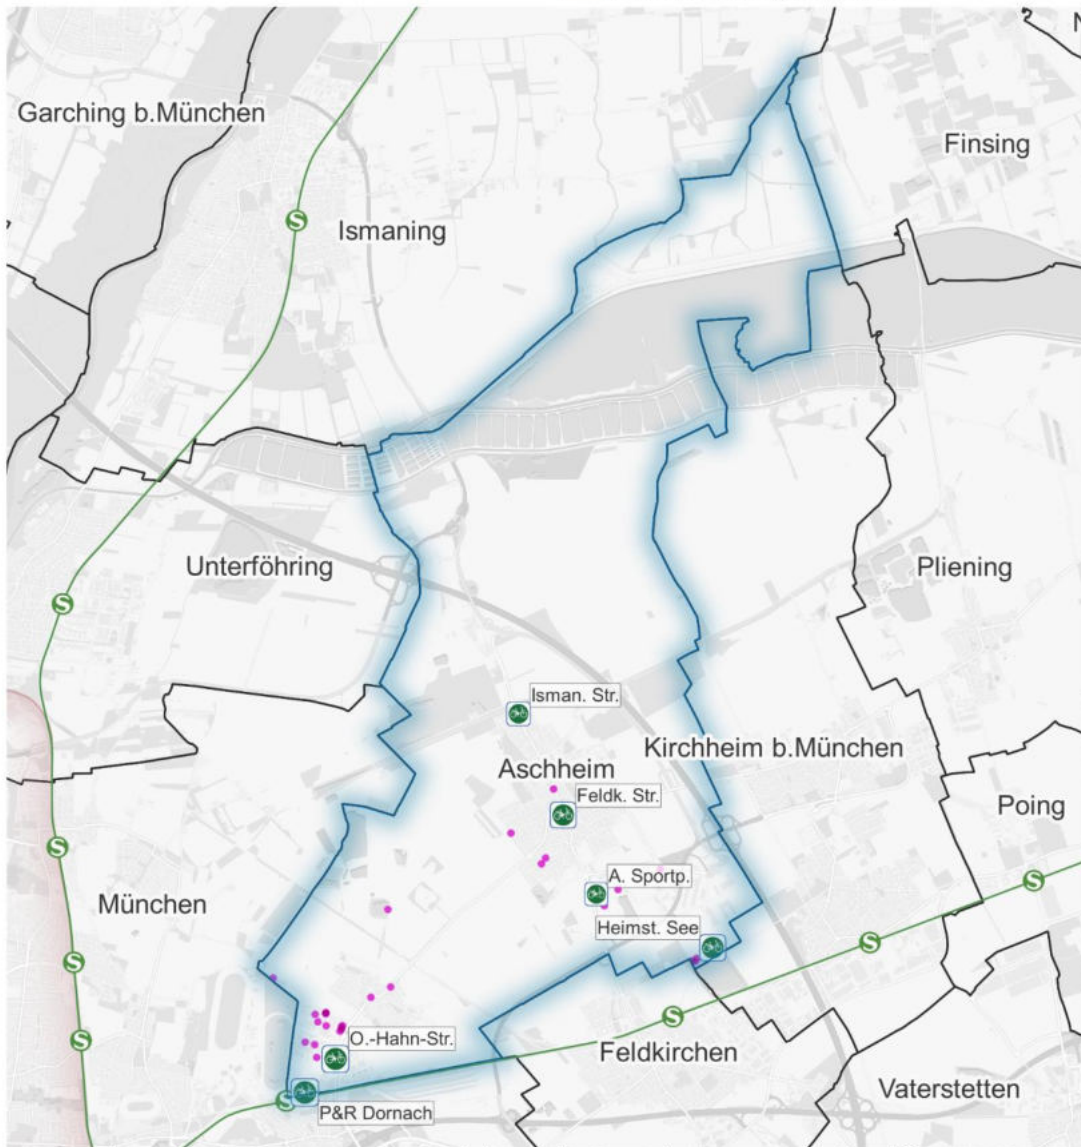 N
Garching b.München
Finsing
Ismaning
S
Unterföhring
Pliening
S
Isman. Str.
Kirchheim b.München
Aschheim
Feldk. Str.
Poing
S
A. Sportp.
S
München
Heimst. See
S
S
S
O.-Hahn-Str.
S
Feldkirchen
Vaterstetten
S
P&R Dornach